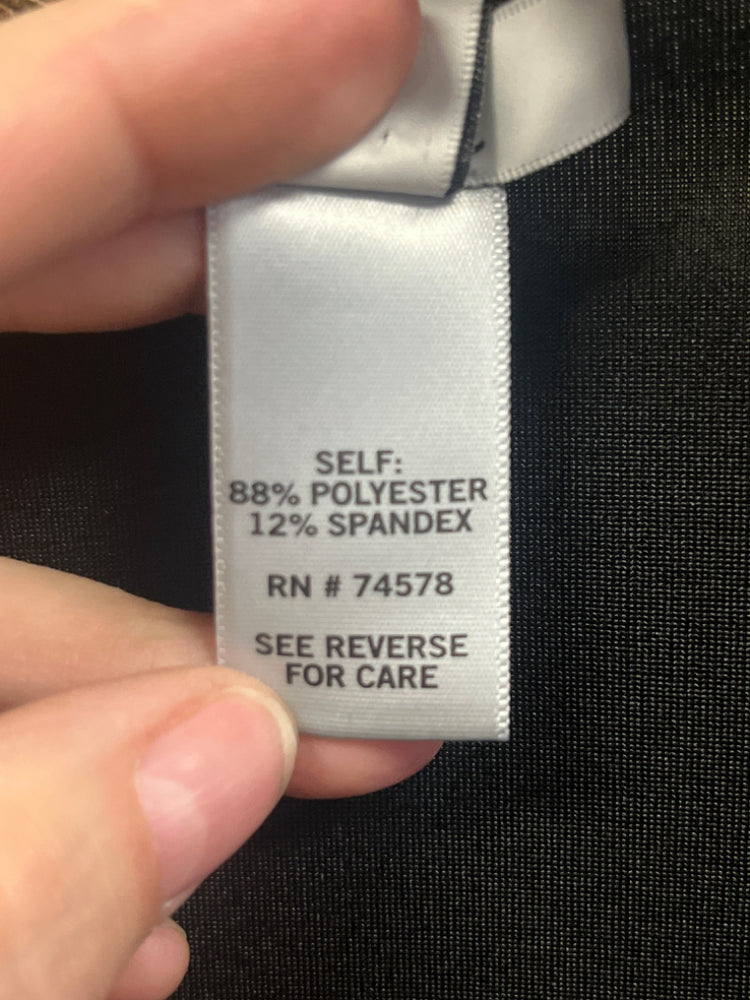 SELF:
88% POLYESTER
12% SPANDEX
RN # 74578
SEE REVERSE
FOR CARE